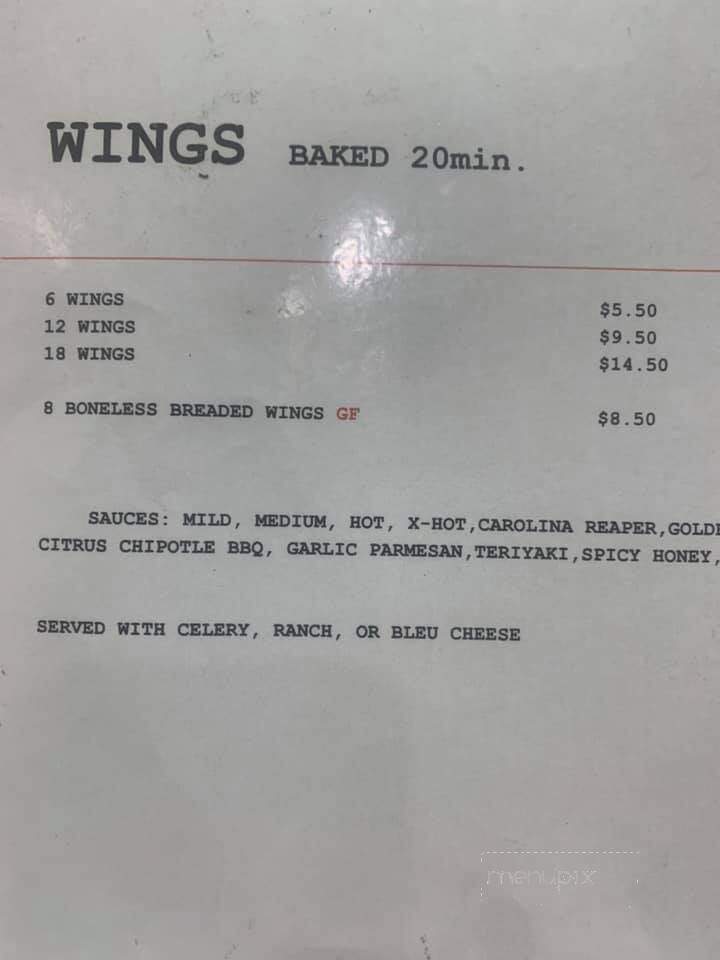 WINGS BAKED 20min.
6 WINGS $5.50
12 WINGS $9.50
18 WINGS $14.50
8 BONELESS BREADED WINGS GF $8.50
SAUCES: MILD, MEDIUM, HOT, X-HOT,CAROLINA REAPER,
CITRUS CHIPOTLE BBQ, GARLIC PARMESAN,TERIYAKI,SPICY HONEY,
SERVED WITH CELERY, RANCH, OR BLEU CHEESE
menupix